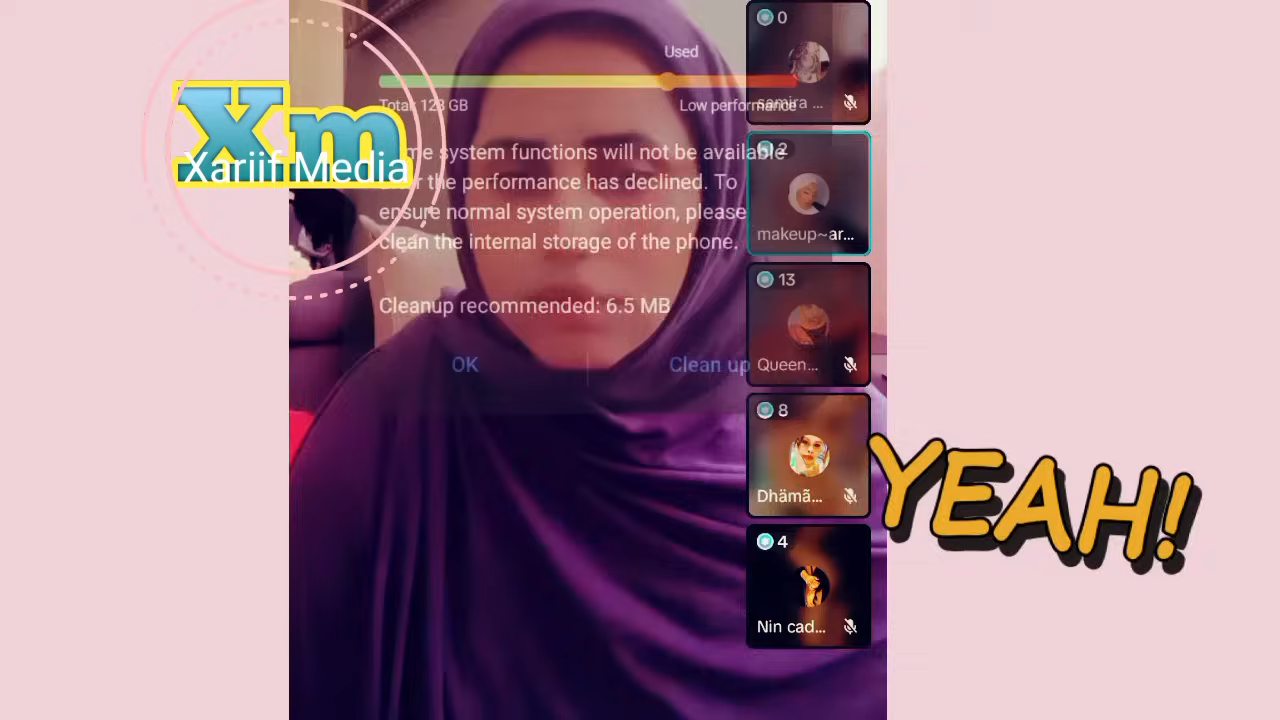 Xm
Xariif Media
Used
Total: 128 GB
Low performance
system functions will not be available
the performance has declined. To
ensure normal system operation, please
clean the internal storage of the phone.
Cleanup recommended: 6.5 MB
OK
Clean up
0
samira ...
2
makeup~ar...
13
Queen...
8
Dhämã...
4
Nin cad...
YEAH!